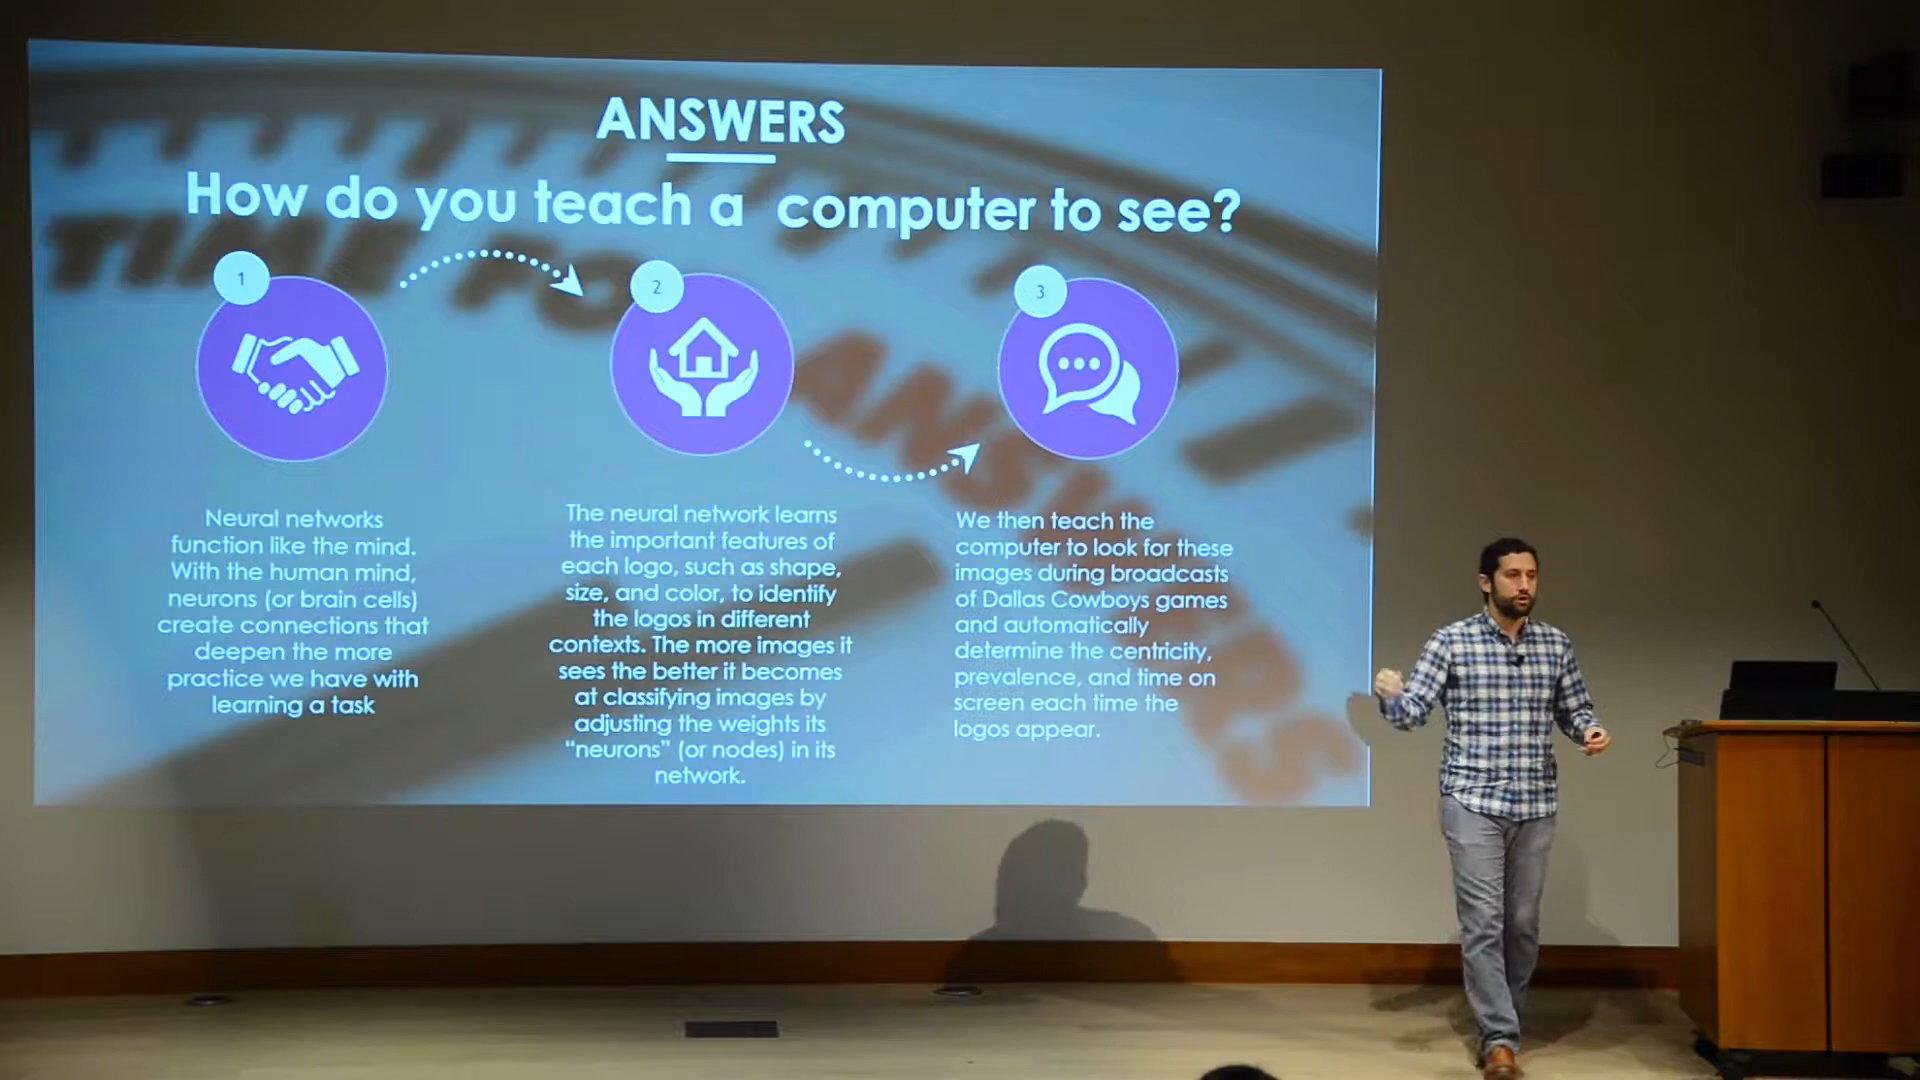 ANSWERS
How do you teach a computer to see?
TIME FOR
ANSWERS
1
2
3
Neural networks
function like the mind.
With the human mind,
neurons (or brain cells)
create connections that
deepen the more
practice we have with
learning a task
The neural network learns
the important features of
each logo, such as shape,
size, and color, to identify
the logos in different
contexts. The more images it
sees the better it becomes
at classifying images by
adjusting the weights its
“neurons” (or nodes) in its
network.
We then teach the
computer to look for these
images during broadcasts
of Dallas Cowboys games
and automatically
determine the centricity,
prevalence, and time on
screen each time the
logos appear.